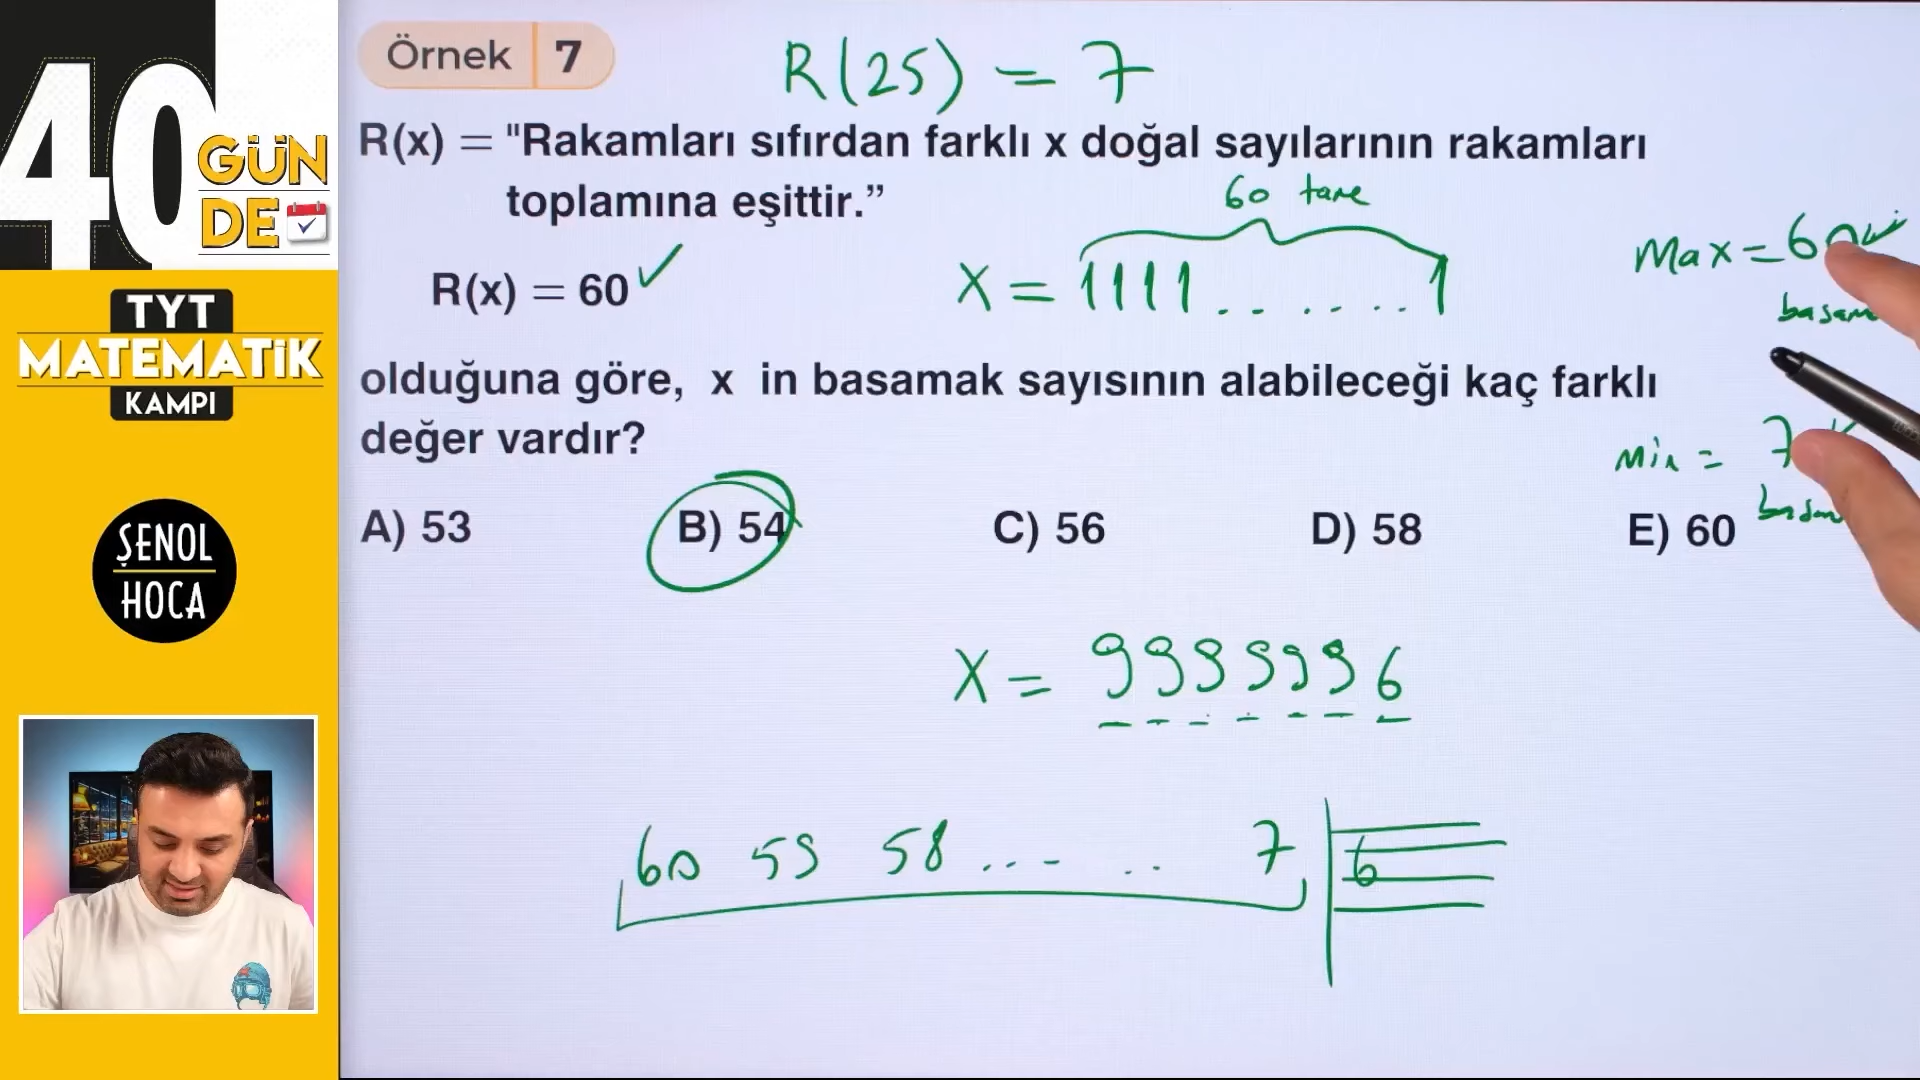 40
GÜN
DE
TYT
MATEMATİK
KAMPI
ŞENOL
HOCA
Örnek 7
R(25) = 7
R(x) = "Rakamları sıfırdan farklı x doğal sayılarının rakamları
toplamına eşittir.”
60 tane
R(x) = 60 ✓
x = 1111.......1
Max = 60
olduğuna göre, x in basamak sayısının alabileceği kaç farklı
değer vardır?
min = 7
A) 53 B) 54 C) 56 D) 58 E) 60
x = 9999996
60 59 58 ... .. 7 | 6